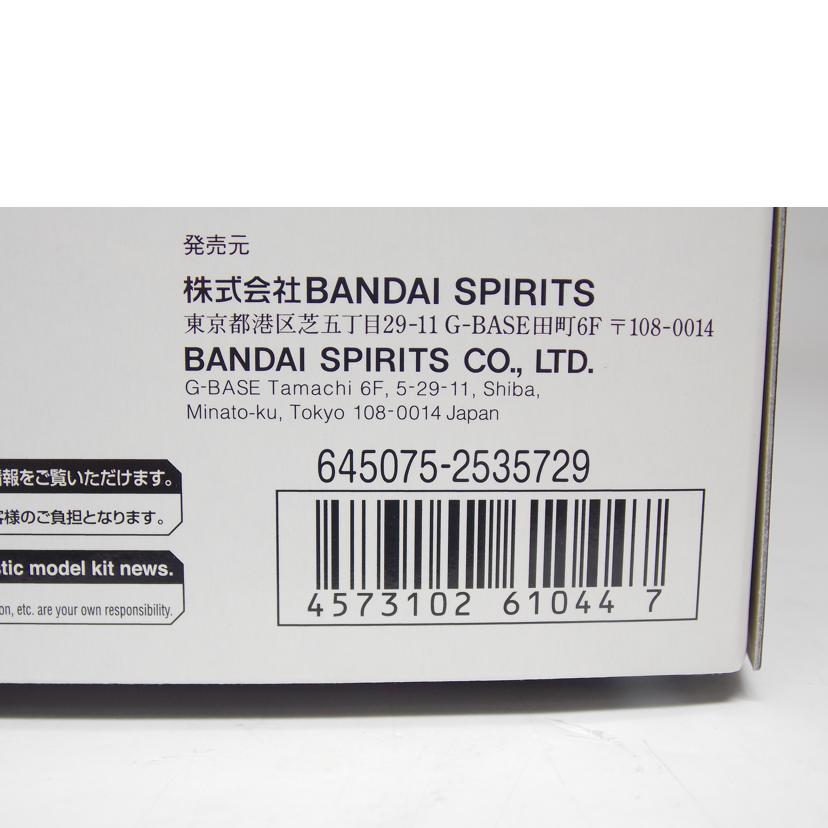 発売元
株式会社BANDAI SPIRITS
東京都港区芝五丁目29-11 G-BASE田町6F 〒108-0014
BANDAI SPIRITS CO., LTD.
G-BASE Tamachi 6F, 5-29-11, Shiba,
Minato-ku, Tokyo 108-0014 Japan
報をご覧いただけます。
客様のご負担となります。
model kit news.
etc. are your own responsibility.
645075-2535729
4573102 610447